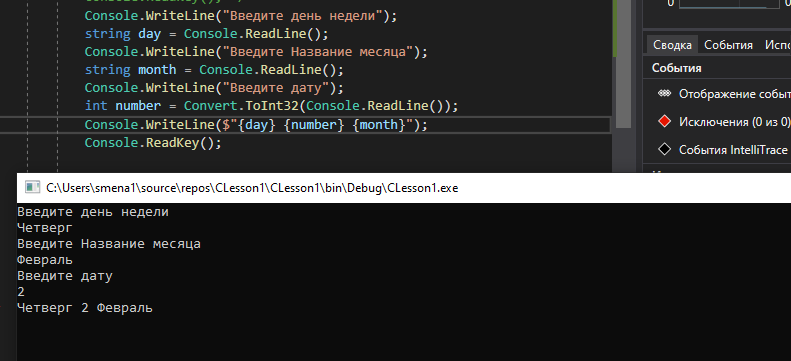 Console.WriteLine("Введите день недели");
string day = Console.ReadLine();
Console.WriteLine("Введите Название месяца");
string month = Console.ReadLine();
Console.WriteLine("Введите дату");
int number = Convert.ToInt32(Console.ReadLine());
Console.WriteLine($"{day} {number} {month}");
Console.ReadKey();
0
0
Сводка События Испо
События
Отображение событ
Исключения (0 из 0)
События IntelliTrace
C:\Users\smena1\source\repos\CLesson1\CLesson1\bin\Debug\CLesson1.exe
Введите день недели
Четверг
Введите Название месяца
Февраль
Введите дату
2
Четверг 2 Февраль